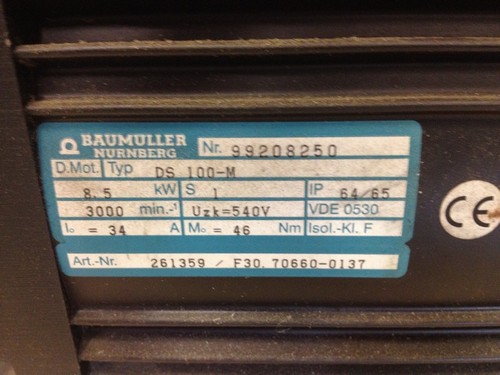 BAUMÜLLER NÜRNBERG Nr. 99208250
D.Mot. Typ DS 100-M
8.5 kW S 1 IP 64/65
3000 min.-¹ Uzk=540V VDE 0530
I₀ = 34 A M₀ = 46 Nm Isol.-Kl. F
Art.-Nr. 261359 / F30.70660-0137
CE